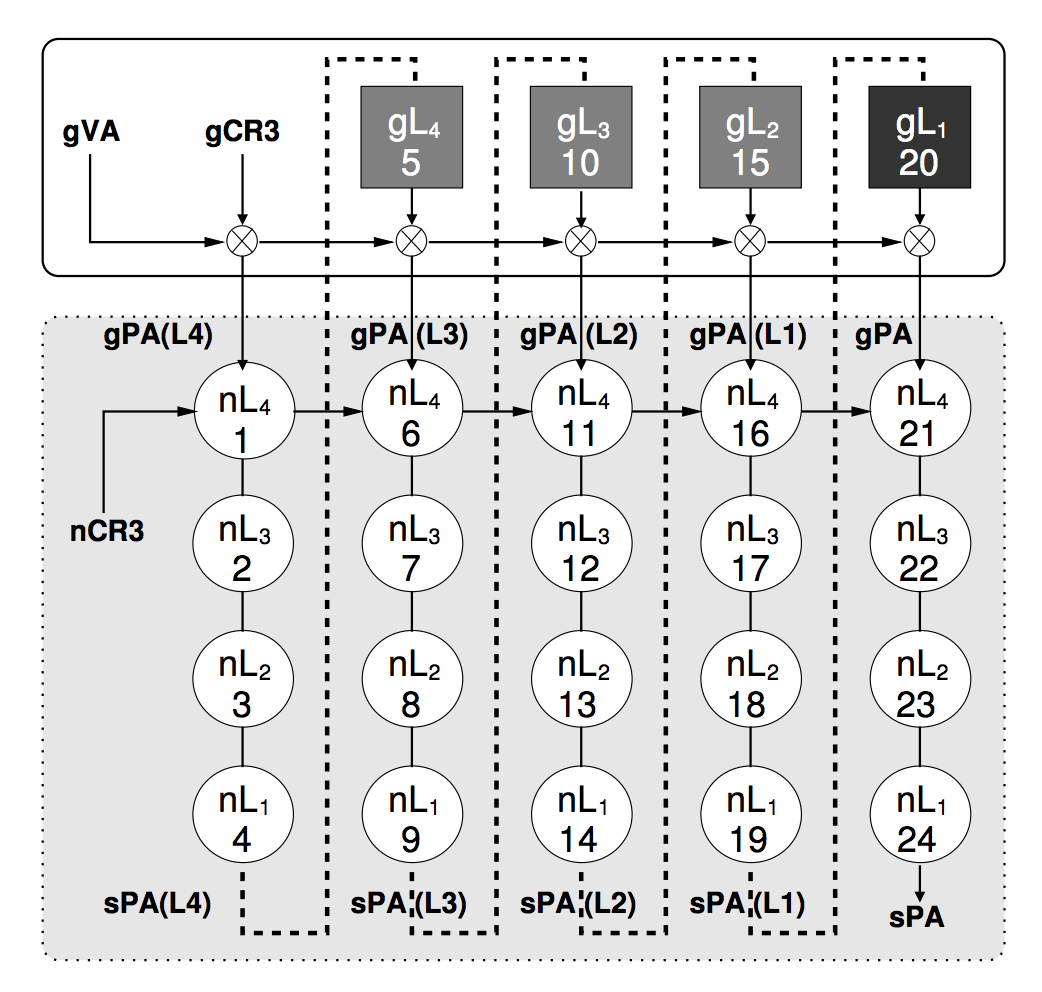 gVA
gCR3
gL₄
5
gL₃
10
gL₂
15
gL₁
20
gPA(L4)
gPA(L3)
gPA(L2)
gPA(L1)
gPA
nL₄
1
nL₄
6
nL₄
11
nL₄
16
nL₄
21
nCR3
nL₃
2
nL₃
7
nL₃
12
nL₃
17
nL₃
22
nL₂
3
nL₂
8
nL₂
13
nL₂
18
nL₂
23
nL₁
4
nL₁
9
nL₁
14
nL₁
19
nL₁
24
sPA(L4)
sPA(L3)
sPA(L2)
sPA(L1)
sPA